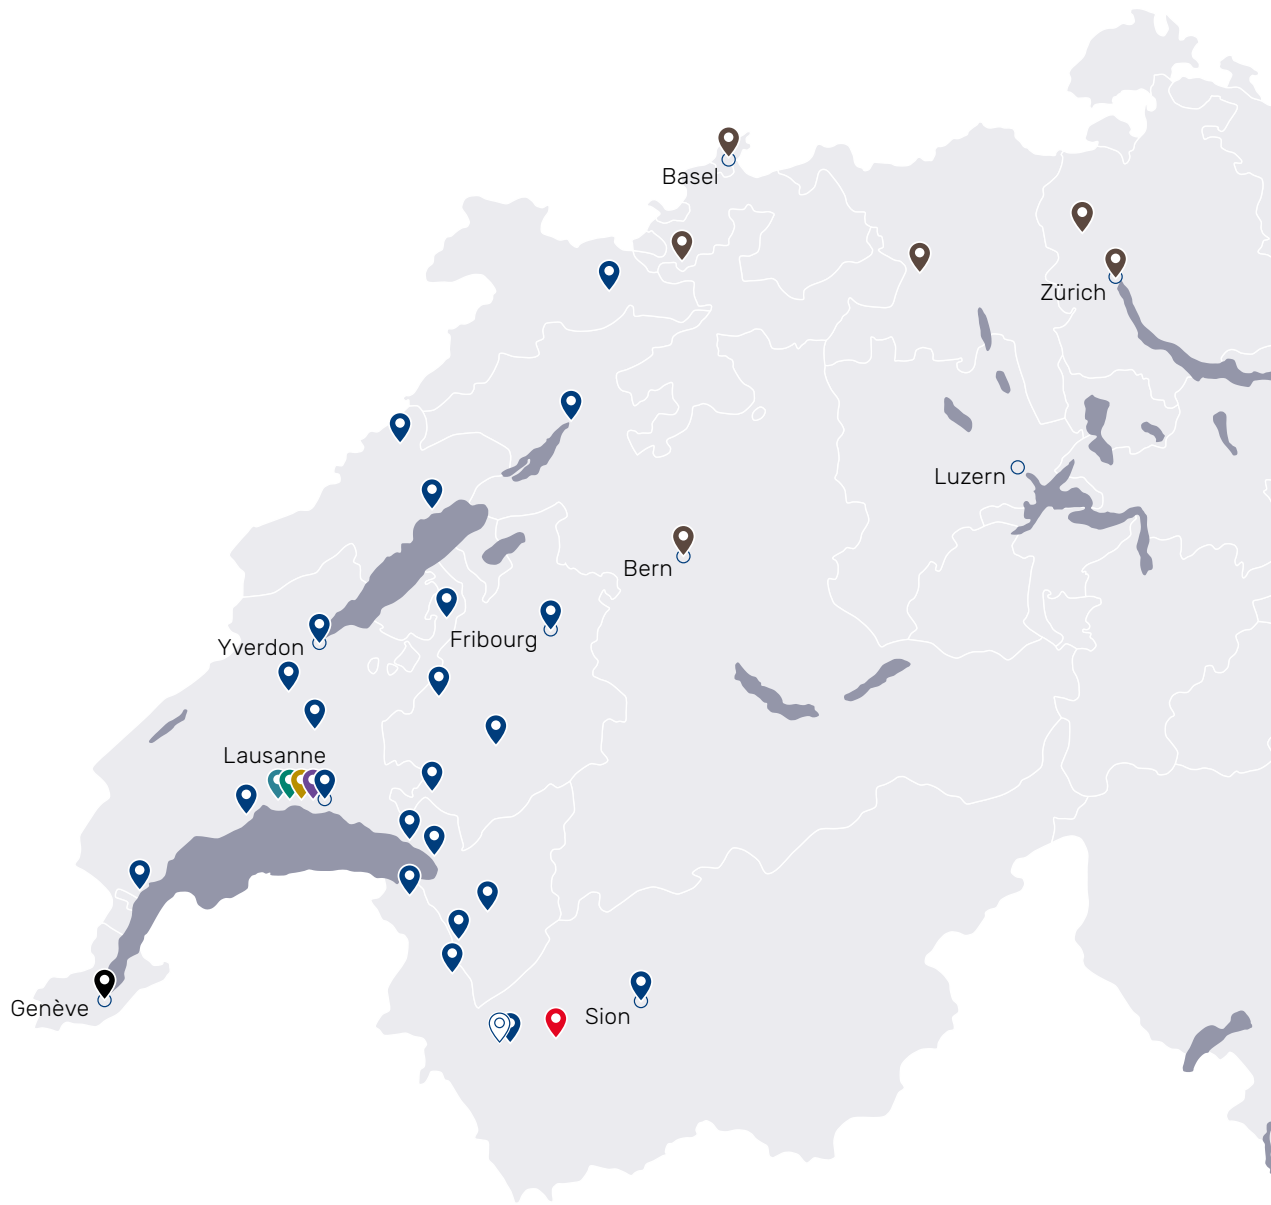 Basel
Zürich
Luzern
Bern
Fribourg
Yverdon
Lausanne
Genève
Sion